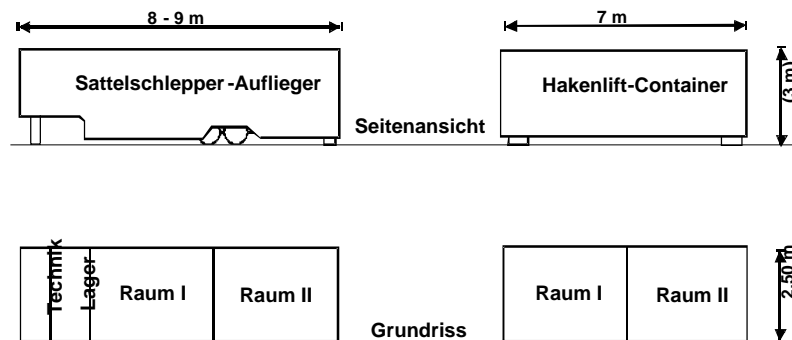 8 - 9 m
7 m
Sattelschlepper-Auflieger
Hakenlift-Container
(3 m)
Seitenansicht
Technik
Lager
Raum I
Raum II
Raum I
Raum II
2.50 m
Grundriss